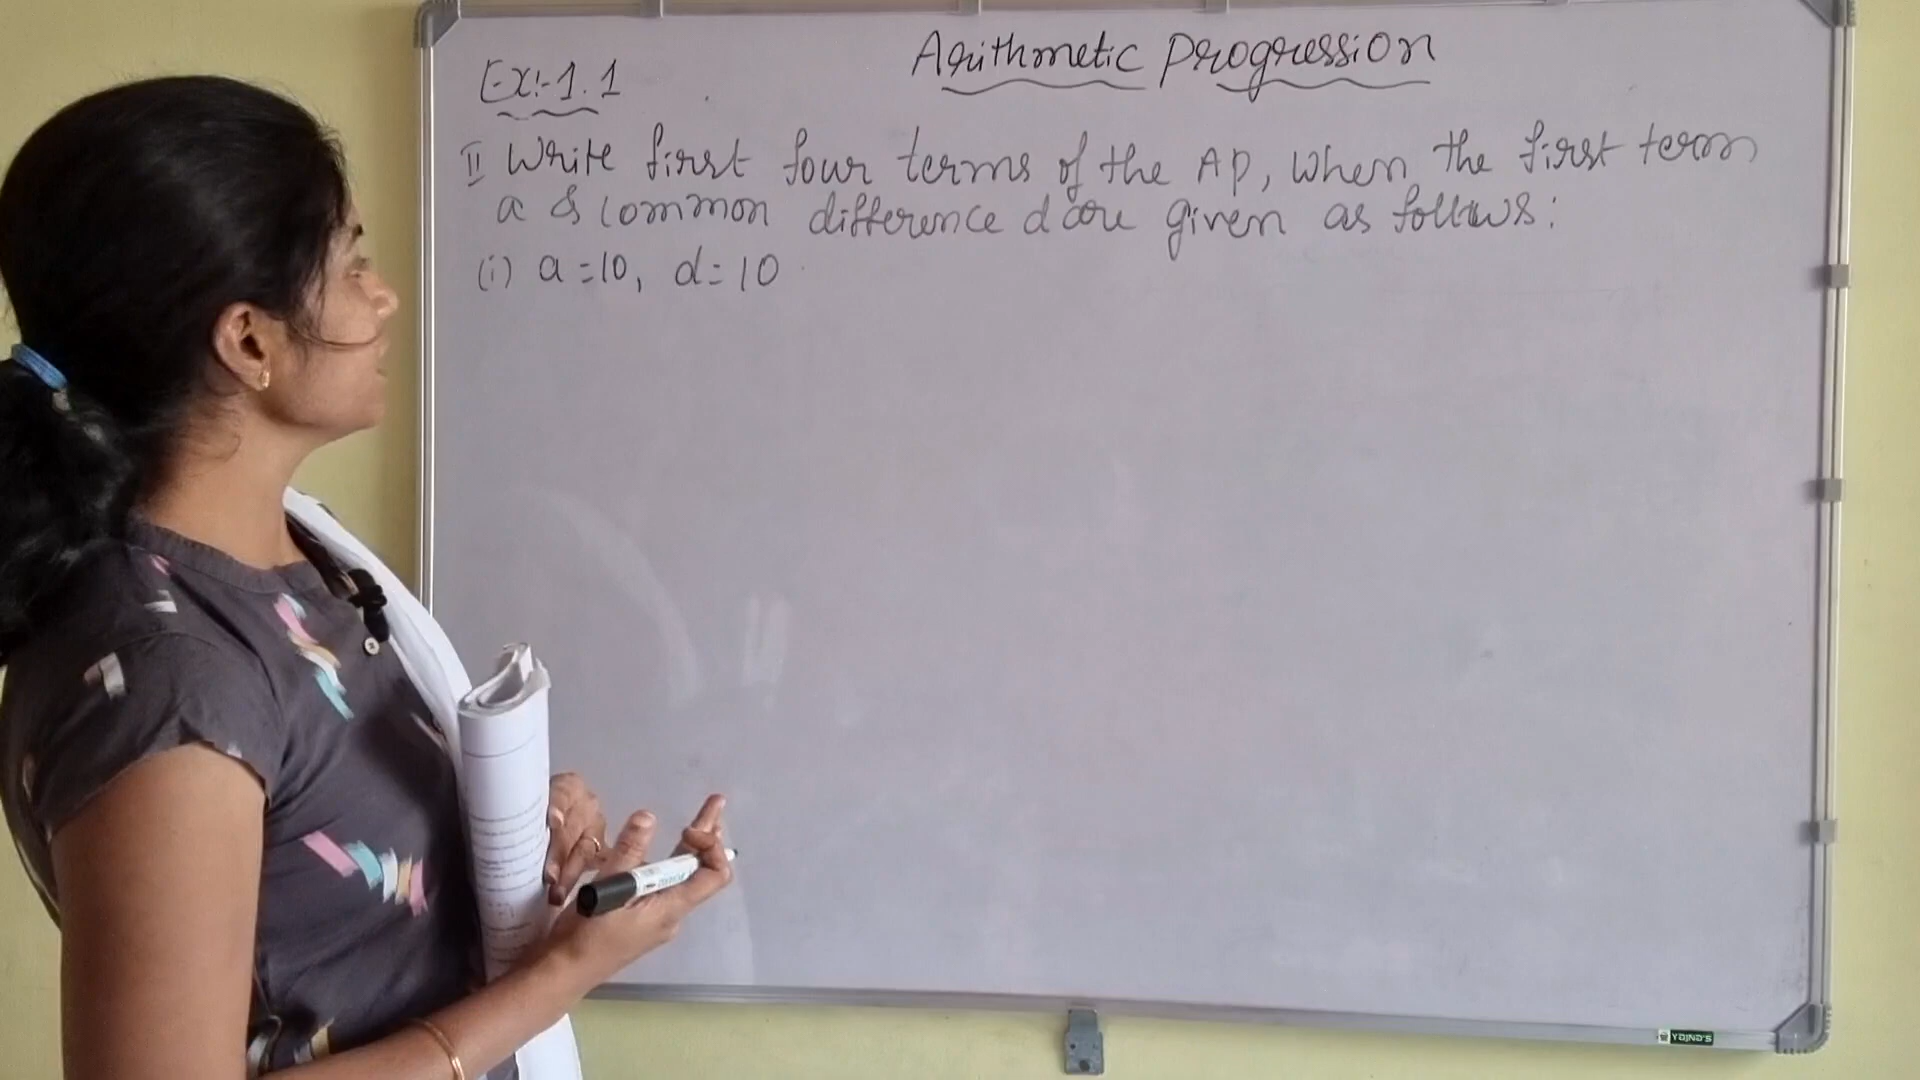 Arithmetic Progression
Ex:-1.1
II Write first four terms of the AP, when the first term
a & common difference d are given as follows:
(i) a=10, d=10
YAJNA'S